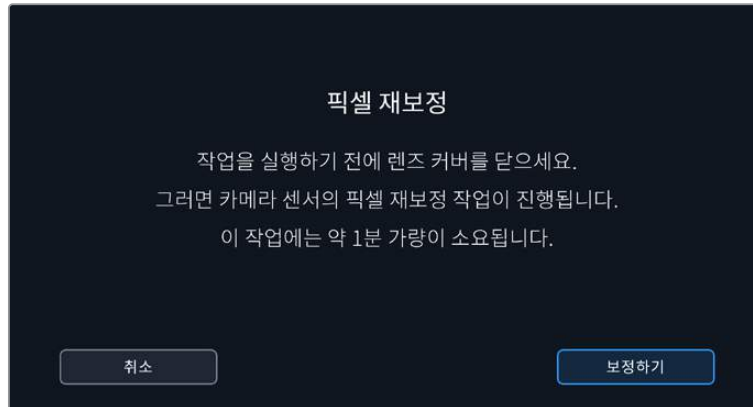 픽셀 재보정
작업을 실행하기 전에 렌즈 커버를 닫으세요.
그러면 카메라 센서의 픽셀 재보정 작업이 진행됩니다.
이 작업에는 약 1분 가량이 소요됩니다.
취소
보정하기